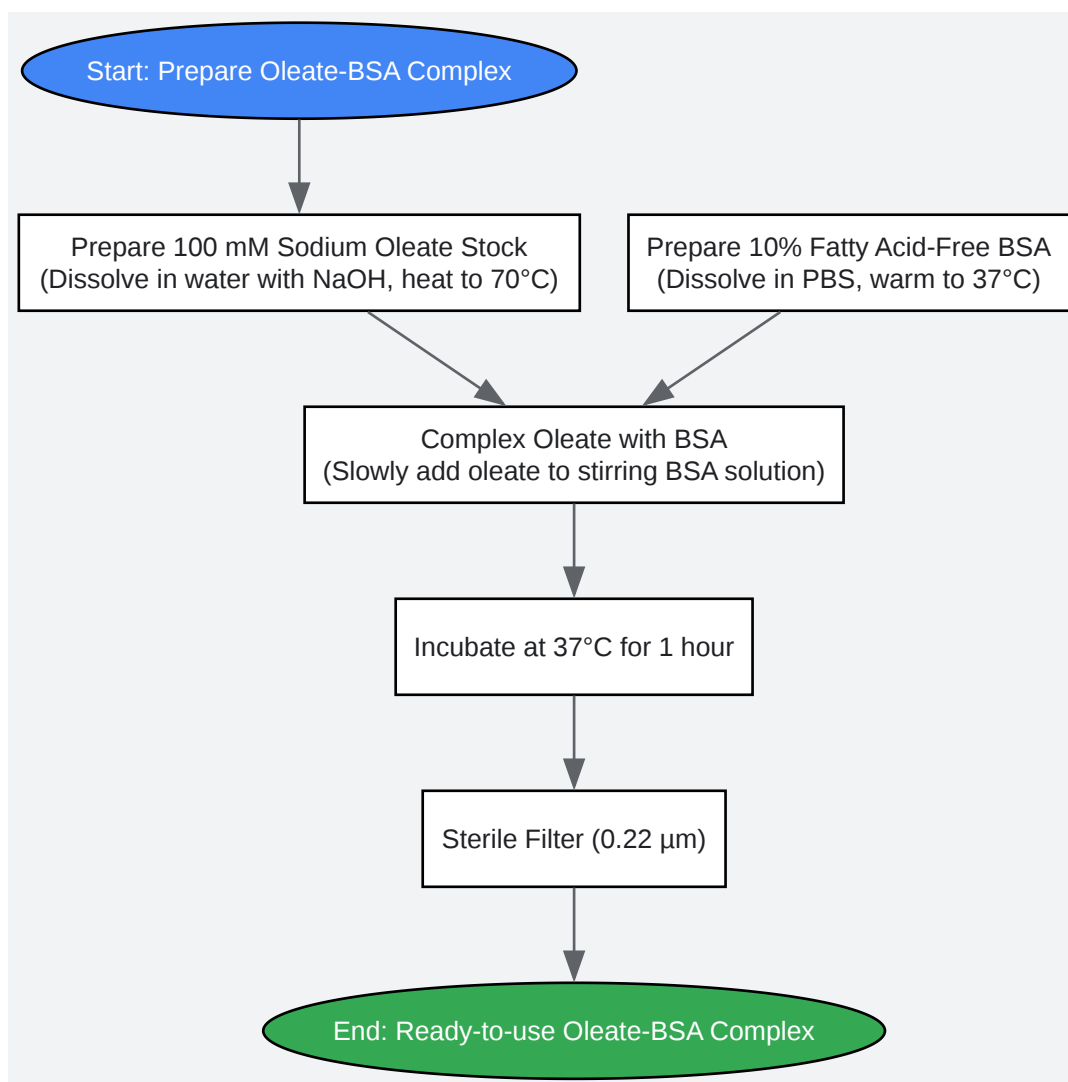 Start: Prepare Oleate-BSA Complex
Prepare 100 mM Sodium Oleate Stock
(Dissolve in water with NaOH, heat to 70°C)
Prepare 10% Fatty Acid-Free BSA
(Dissolve in PBS, warm to 37°C)
Complex Oleate with BSA
(Slowly add oleate to stirring BSA solution)
Incubate at 37°C for 1 hour
Sterile Filter (0.22 µm)
End: Ready-to-use Oleate-BSA Complex